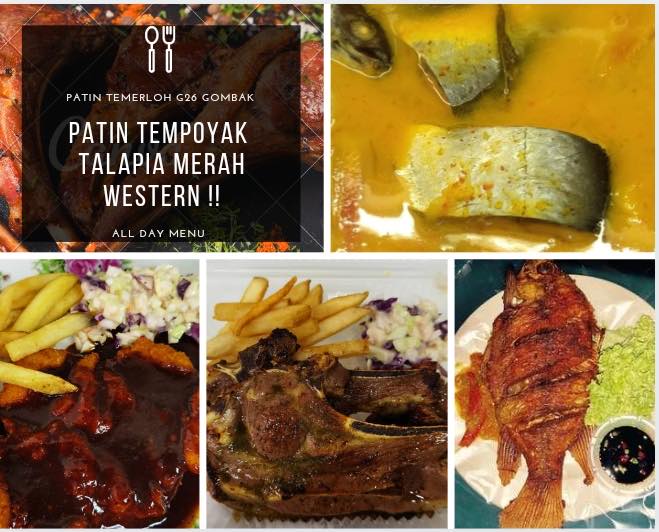 PATIN TEMERLOH G26 GOMBAK
PATIN TEMPOYAK
TALAPIA MERAH
WESTERN !!
ALL DAY MENU